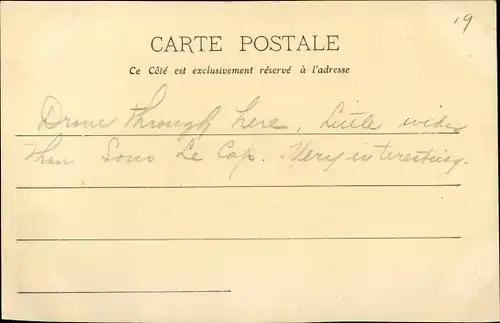 19
CARTE POSTALE
Ce Côté est exclusivement réservé à l'adresse
Drove through here, Little wider
than Sous Le Cap. Very interesting.